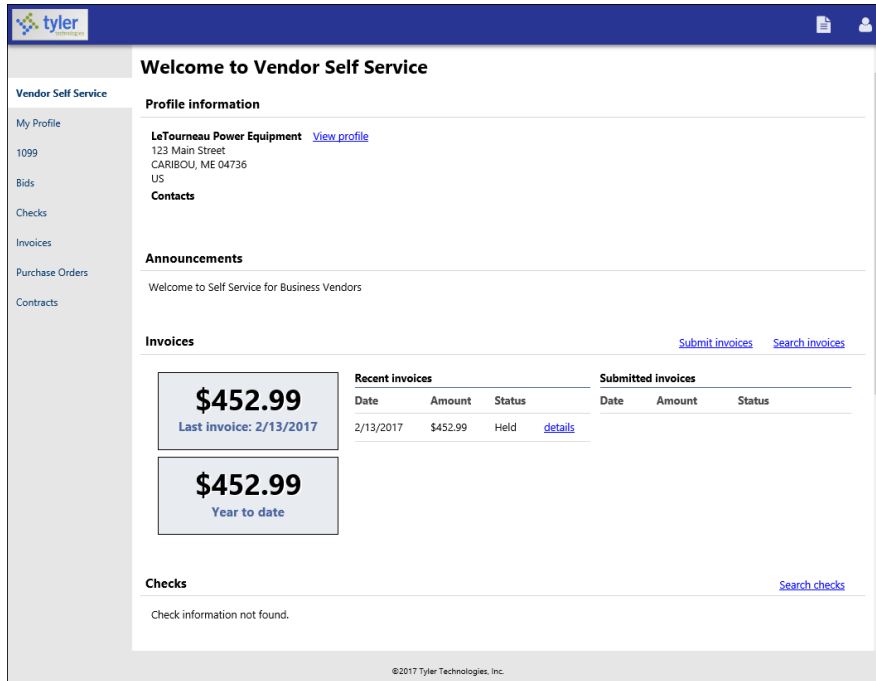 tyler
technologies
Welcome to Vendor Self Service
Vendor Self Service
My Profile
1099
Bids
Checks
Invoices
Purchase Orders
Contracts
Profile information
LeTourneau Power Equipment View profile
123 Main Street
CARIBOU, ME 04736
US
Contacts
Announcements
Welcome to Self Service for Business Vendors
Invoices Submit invoices Search invoices
$452.99
Last invoice: 2/13/2017
$452.99
Year to date
Recent invoices
Date Amount Status
2/13/2017 $452.99 Held details
Submitted invoices
Date Amount Status
Checks Search checks
Check information not found.
©2017 Tyler Technologies, Inc.